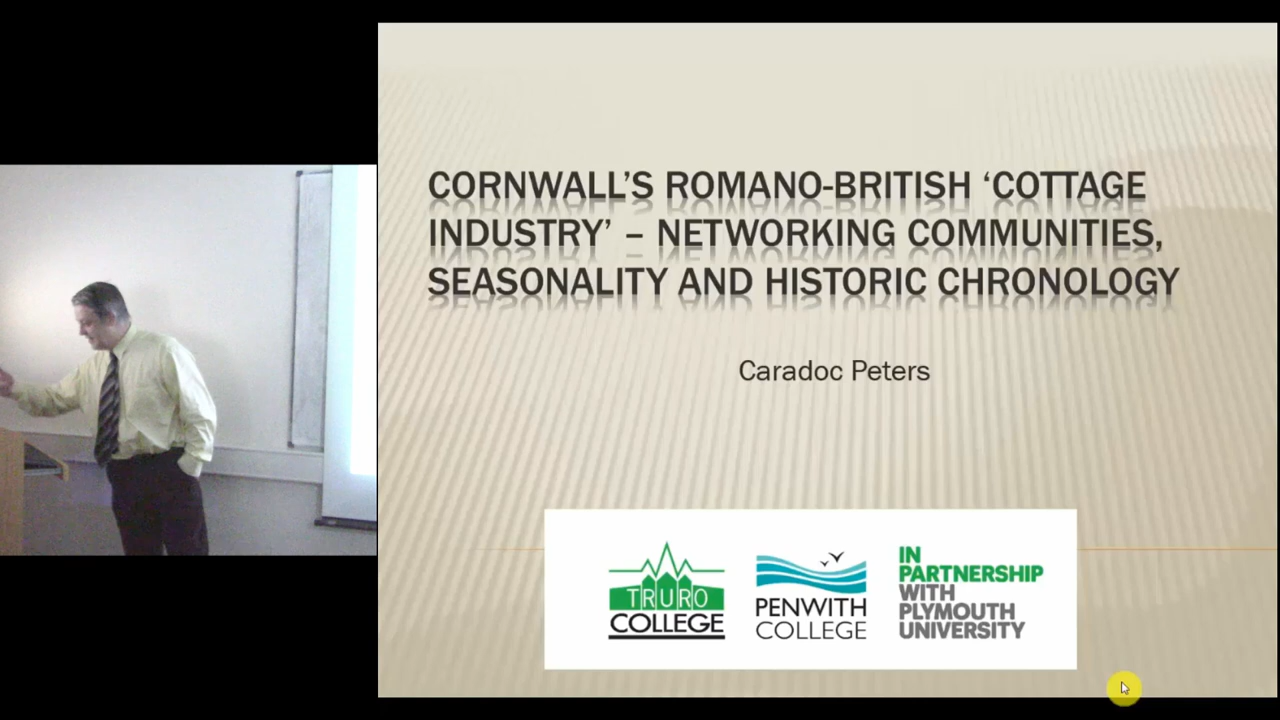 CORNWALL'S ROMANO-BRITISH ‘COTTAGE
INDUSTRY’ – NETWORKING COMMUNITIES,
SEASONALITY AND HISTORIC CHRONOLOGY
Caradoc Peters
TRURO
COLLEGE
PENWITH
COLLEGE
IN
PARTNERSHIP
WITH
PLYMOUTH
UNIVERSITY